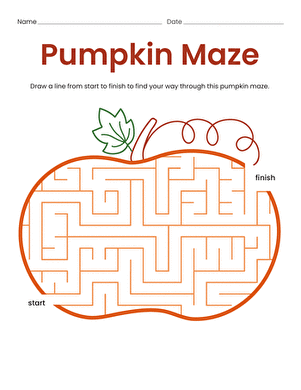 Name Date
Pumpkin Maze
Draw a line from start to finish to find your way through this pumpkin maze.
finish
start